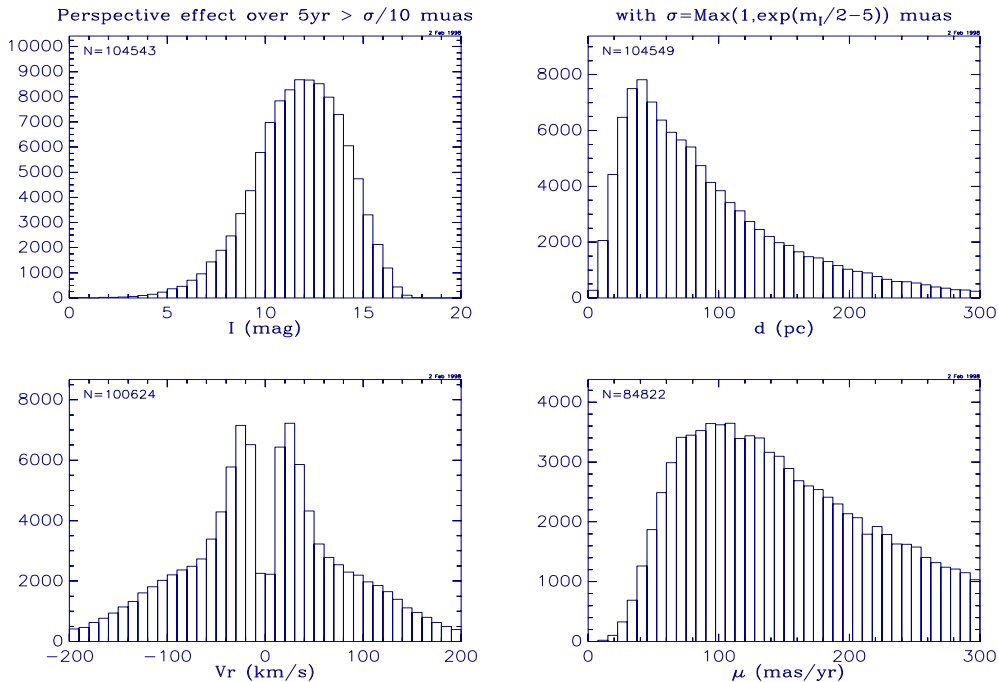 Perspective effect over 5yr > σ/10 muas
with σ=Max(1,exp(m_I/2−5)) muas
2 Feb 1998
N=104543
10000
9000
8000
7000
6000
5000
4000
3000
2000
1000
0
0 5 10 15 20
I (mag)
2 Feb 1998
N=104549
8000
6000
4000
2000
0
0 100 200 300
d (pc)
2 Feb 1998
N=100624
8000
6000
4000
2000
0
−200 −100 0 100 200
Vr (km/s)
2 Feb 1998
N=84822
4000
3000
2000
1000
0
0 100 200 300
μ (mas/yr)